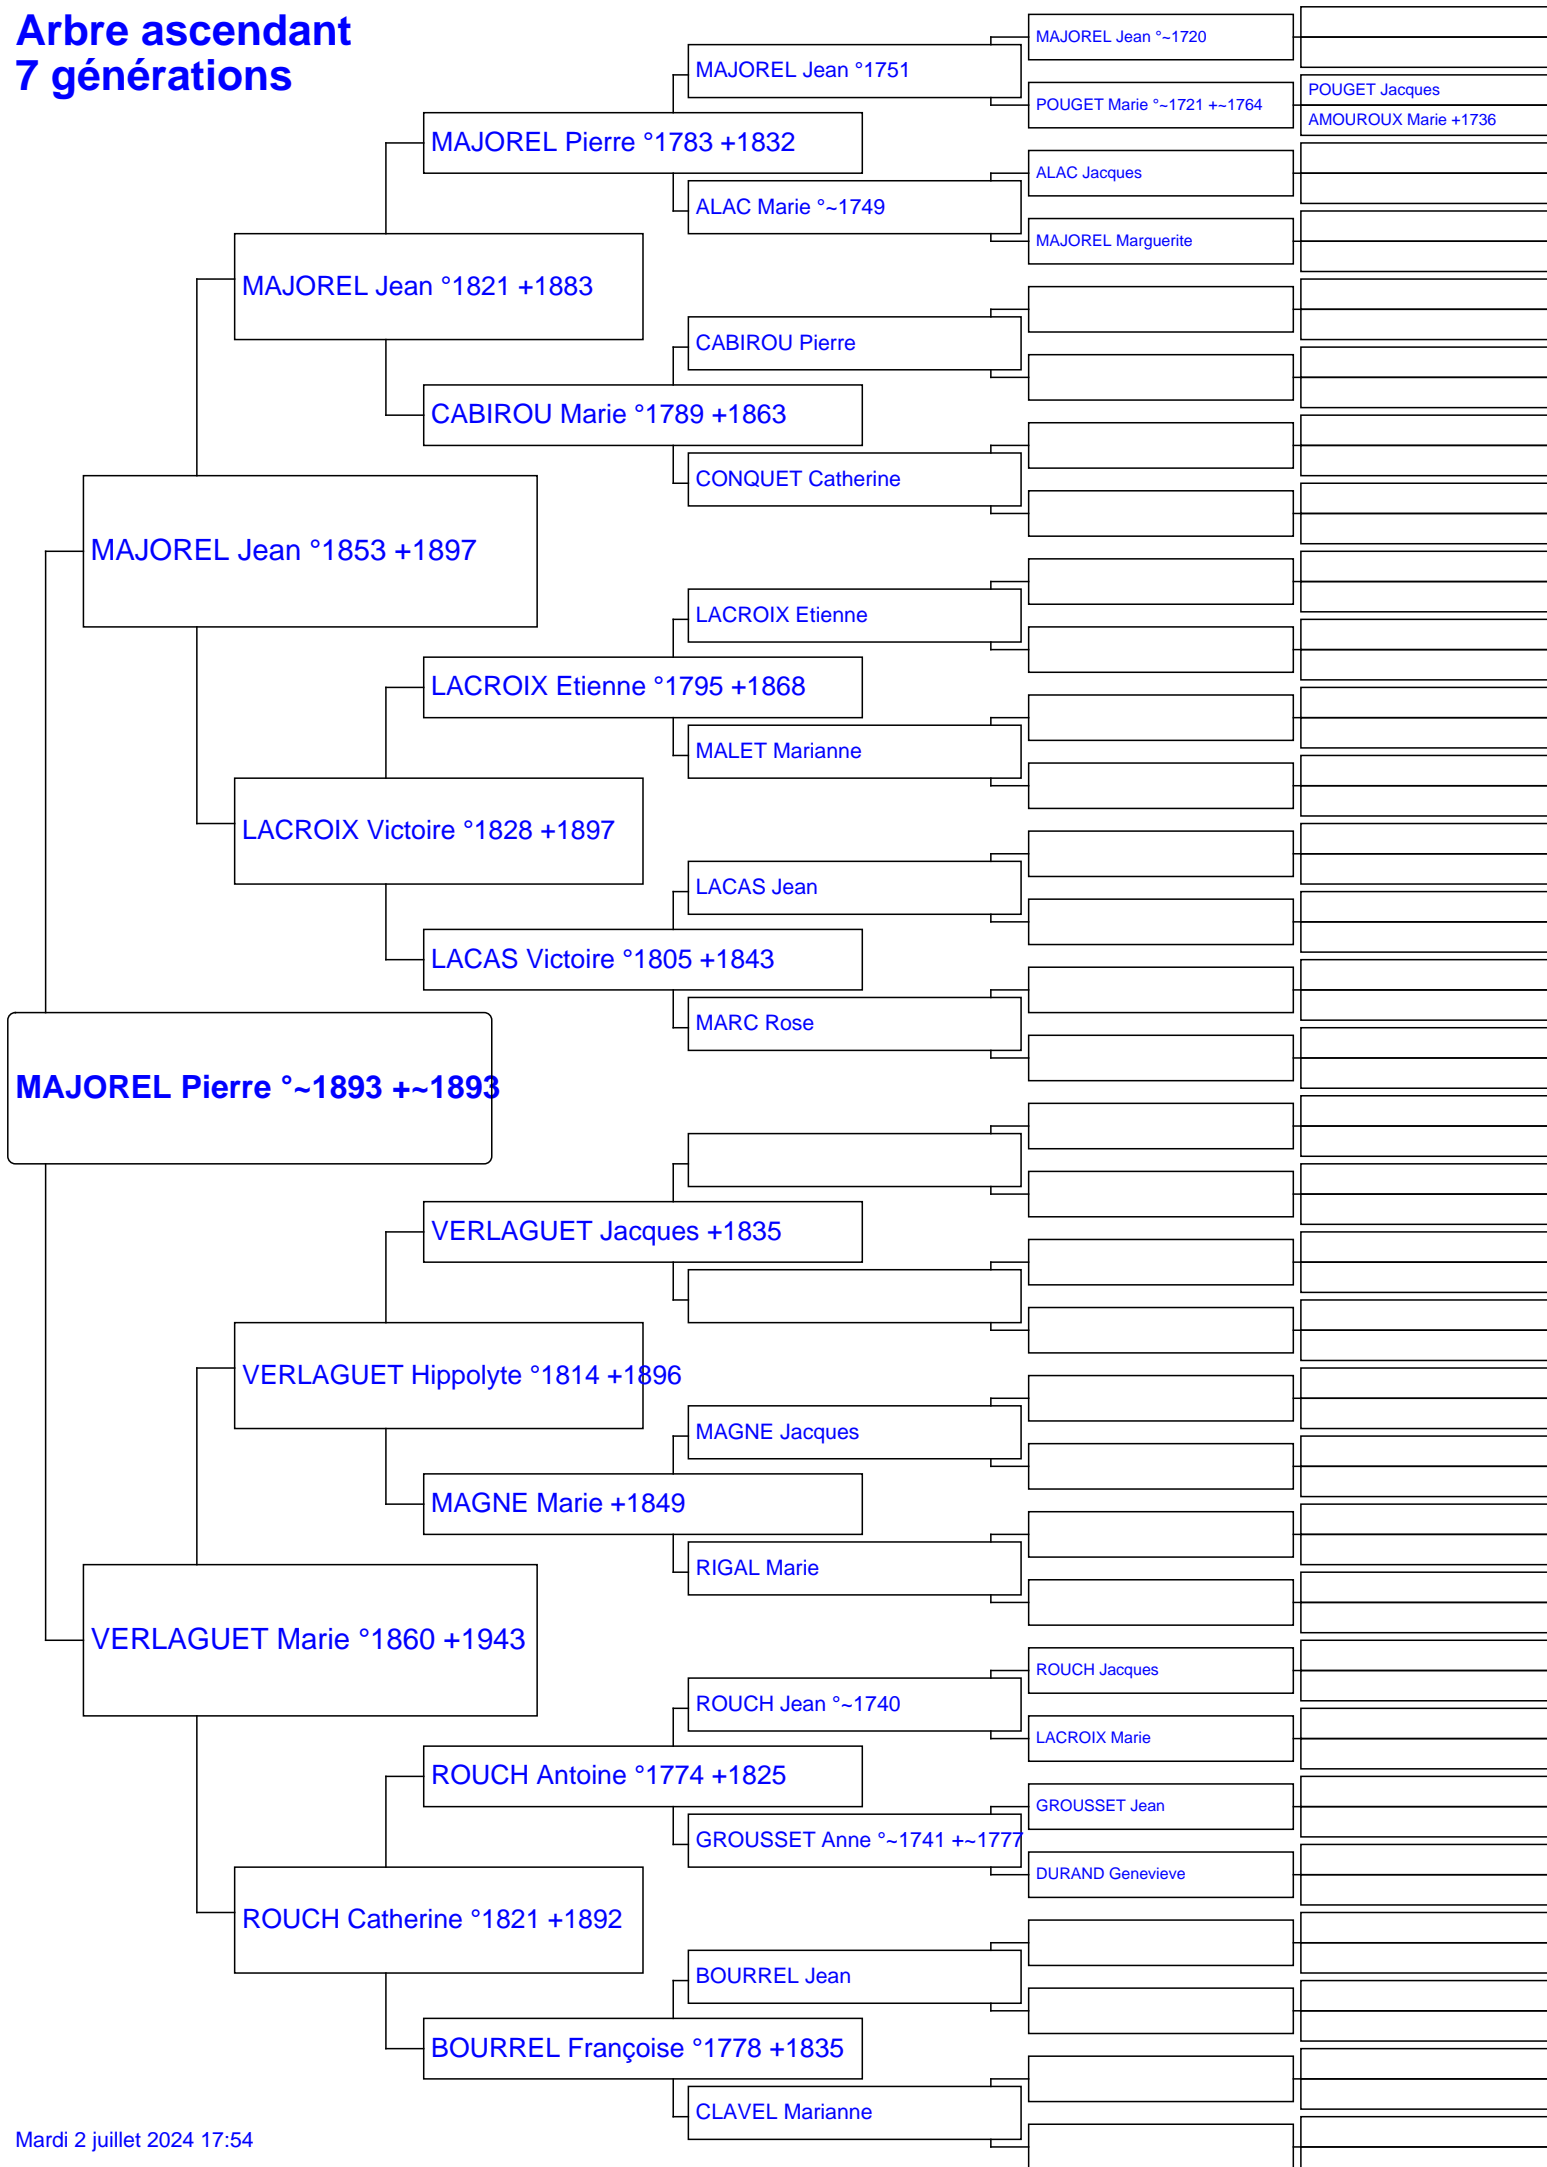 Arbre ascendant
7 générations
MAJOREL Jean °~1720
MAJOREL Jean °1751
POUGET Jacques
POUGET Marie °~1721 +~1764
AMOUROUX Marie +1736
MAJOREL Pierre °1783 +1832
ALAC Jacques
ALAC Marie °~1749
MAJOREL Marguerite
MAJOREL Jean °1821 +1883
CABIROU Pierre
CABIROU Marie °1789 +1863
CONQUET Catherine
MAJOREL Jean °1853 +1897
LACROIX Etienne
LACROIX Etienne °1795 +1868
MALET Marianne
LACROIX Victoire °1828 +1897
LACAS Jean
LACAS Victoire °1805 +1843
MARC Rose
MAJOREL Pierre °~1893 +~1893
VERLAGUET Jacques +1835
VERLAGUET Hippolyte °1814 +1896
MAGNE Jacques
MAGNE Marie +1849
RIGAL Marie
VERLAGUET Marie °1860 +1943
ROUCH Jacques
ROUCH Jean °~1740
LACROIX Marie
ROUCH Antoine °1774 +1825
GROUSSET Jean
GROUSSET Anne °~1741 +~1777
DURAND Genevieve
ROUCH Catherine °1821 +1892
BOURREL Jean
BOURREL Françoise °1778 +1835
CLAVEL Marianne
Mardi 2 juillet 2024 17:54